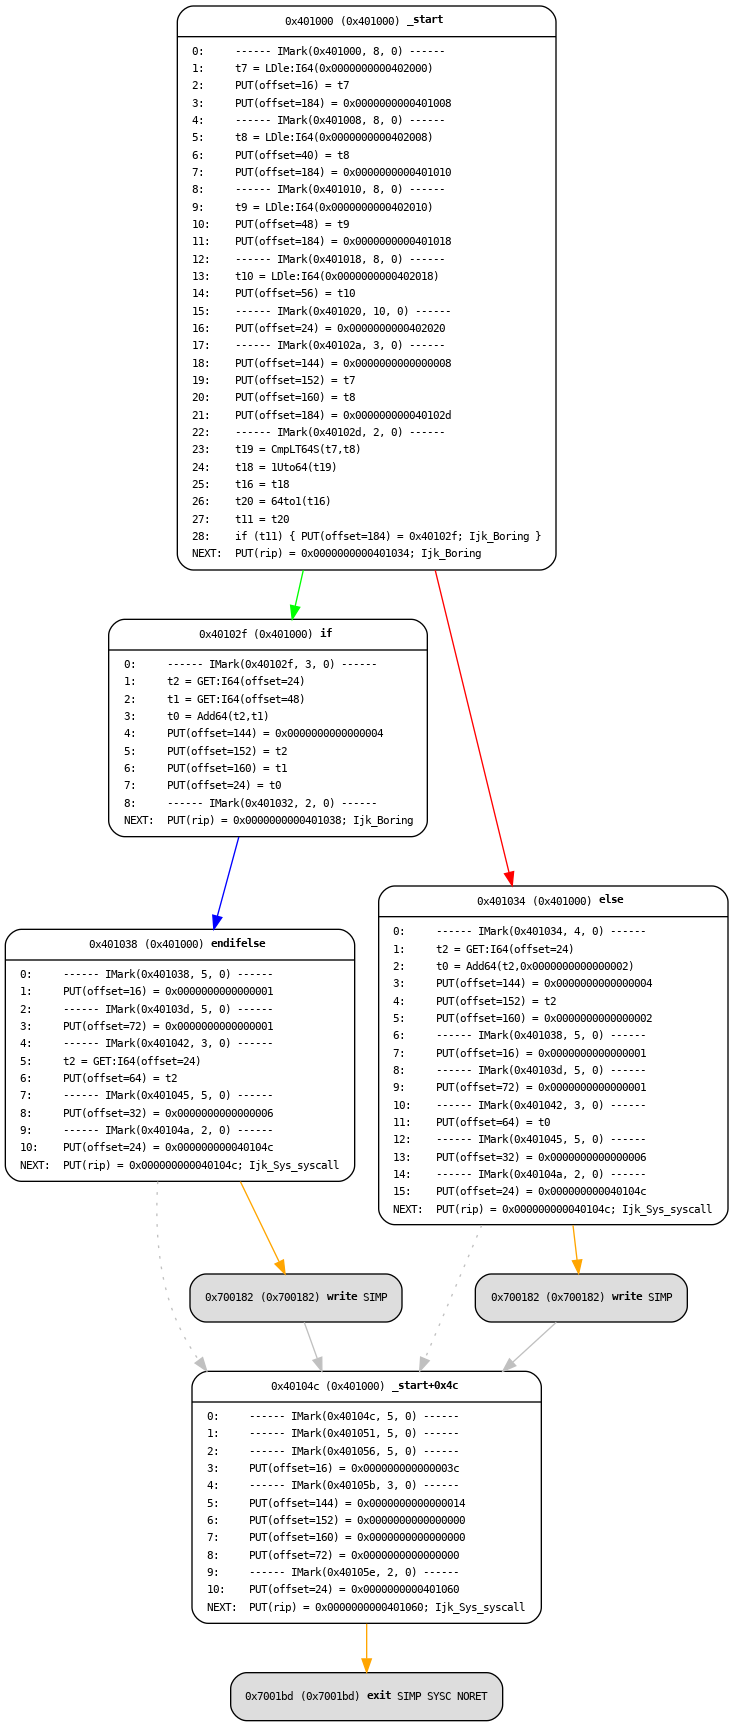 0x401000 (0x401000) _start
0: ------ IMark(0x401000, 8, 0) ------
1: t7 = LDle:I64(0x0000000000402000)
2: PUT(offset=16) = t7
3: PUT(offset=184) = 0x0000000000401008
4: ------ IMark(0x401008, 8, 0) ------
5: t8 = LDle:I64(0x0000000000402008)
6: PUT(offset=40) = t8
7: PUT(offset=184) = 0x0000000000401010
8: ------ IMark(0x401010, 8, 0) ------
9: t9 = LDle:I64(0x0000000000402010)
10: PUT(offset=48) = t9
11: PUT(offset=184) = 0x0000000000401018
12: ------ IMark(0x401018, 8, 0) ------
13: t10 = LDle:I64(0x0000000000402018)
14: PUT(offset=56) = t10
15: ------ IMark(0x401020, 10, 0) ------
16: PUT(offset=24) = 0x0000000000402020
17: ------ IMark(0x40102a, 3, 0) ------
18: PUT(offset=144) = 0x0000000000000008
19: PUT(offset=152) = t7
20: PUT(offset=160) = t8
21: PUT(offset=184) = 0x000000000040102d
22: ------ IMark(0x40102d, 2, 0) ------
23: t19 = CmpLT64S(t7,t8)
24: t18 = 1Uto64(t19)
25: t16 = t18
26: t20 = 64to1(t16)
27: t11 = t20
28: if (t11) { PUT(offset=184) = 0x40102f; Ijk_Boring }
NEXT: PUT(rip) = 0x0000000000401034; Ijk_Boring
0x40102f (0x401000) if
0: ------ IMark(0x40102f, 3, 0) ------
1: t2 = GET:I64(offset=24)
2: t1 = GET:I64(offset=48)
3: t0 = Add64(t2,t1)
4: PUT(offset=144) = 0x0000000000000004
5: PUT(offset=152) = t2
6: PUT(offset=160) = t1
7: PUT(offset=24) = t0
8: ------ IMark(0x401032, 2, 0) ------
NEXT: PUT(rip) = 0x0000000000401038; Ijk_Boring
0x401034 (0x401000) else
0: ------ IMark(0x401034, 4, 0) ------
1: t2 = GET:I64(offset=24)
2: t0 = Add64(t2,0x0000000000000002)
3: PUT(offset=144) = 0x0000000000000004
4: PUT(offset=152) = t2
5: PUT(offset=160) = 0x0000000000000002
6: ------ IMark(0x401038, 5, 0) ------
7: PUT(offset=16) = 0x0000000000000001
8: ------ IMark(0x40103d, 5, 0) ------
9: PUT(offset=72) = 0x0000000000000001
10: ------ IMark(0x401042, 3, 0) ------
11: PUT(offset=64) = t0
12: ------ IMark(0x401045, 5, 0) ------
13: PUT(offset=32) = 0x0000000000000006
14: ------ IMark(0x40104a, 2, 0) ------
15: PUT(offset=24) = 0x000000000040104c
NEXT: PUT(rip) = 0x000000000040104c; Ijk_Sys_syscall
0x401038 (0x401000) endifelse
0: ------ IMark(0x401038, 5, 0) ------
1: PUT(offset=16) = 0x0000000000000001
2: ------ IMark(0x40103d, 5, 0) ------
3: PUT(offset=72) = 0x0000000000000001
4: ------ IMark(0x401042, 3, 0) ------
5: t2 = GET:I64(offset=24)
6: PUT(offset=64) = t2
7: ------ IMark(0x401045, 5, 0) ------
8: PUT(offset=32) = 0x0000000000000006
9: ------ IMark(0x40104a, 2, 0) ------
10: PUT(offset=24) = 0x000000000040104c
NEXT: PUT(rip) = 0x000000000040104c; Ijk_Sys_syscall
0x700182 (0x700182) write SIMP
0x700182 (0x700182) write SIMP
0x40104c (0x401000) _start+0x4c
0: ------ IMark(0x40104c, 5, 0) ------
1: ------ IMark(0x401051, 5, 0) ------
2: ------ IMark(0x401056, 5, 0) ------
3: PUT(offset=16) = 0x000000000000003c
4: ------ IMark(0x40105b, 3, 0) ------
5: PUT(offset=144) = 0x0000000000000014
6: PUT(offset=152) = 0x0000000000000000
7: PUT(offset=160) = 0x0000000000000000
8: PUT(offset=72) = 0x0000000000000000
9: ------ IMark(0x40105e, 2, 0) ------
10: PUT(offset=24) = 0x0000000000401060
NEXT: PUT(rip) = 0x0000000000401060; Ijk_Sys_syscall
0x7001bd (0x7001bd) exit SIMP SYSC NORET